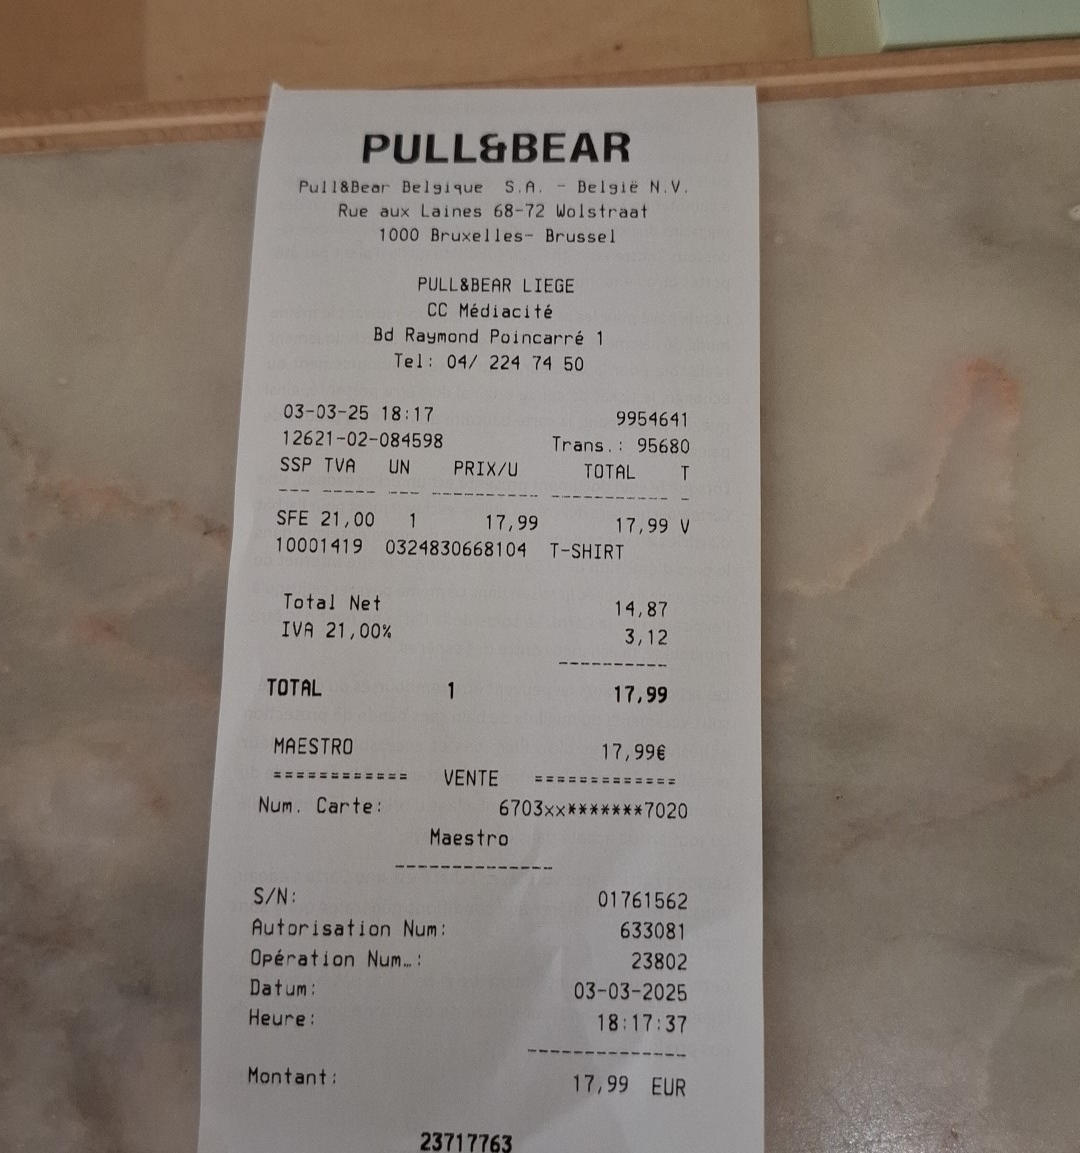 PULL&BEAR
Pull&Bear Belgique S.A. - België N.V.
Rue aux Laines 68-72 Wolstraat
1000 Bruxelles- Brussel
PULL&BEAR LIEGE
CC Médiacité
Bd Raymond Poincarré 1
Tel: 04/ 224 74 50
03-03-25 18:17 9954641
12621-02-084598 Trans.: 95680
SSP TVA UN PRIX/U TOTAL T
--- ---- ----- --- ---------- ----------- -
SFE 21,00 1 17,99 17,99 V
10001419 0324830668104 T-SHIRT
Total Net 14,87
IVA 21,00% 3,12
----------
TOTAL 1 17,99
MAESTRO 17,99€
============ VENTE =============
Num. Carte: 6703xx*******7020
Maestro
--------------
S/N: 01761562
Autorisation Num: 633081
Opération Num…: 23802
Datum: 03-03-2025
Heure: 18:17:37
--------------
Montant: 17,99 EUR
23717763